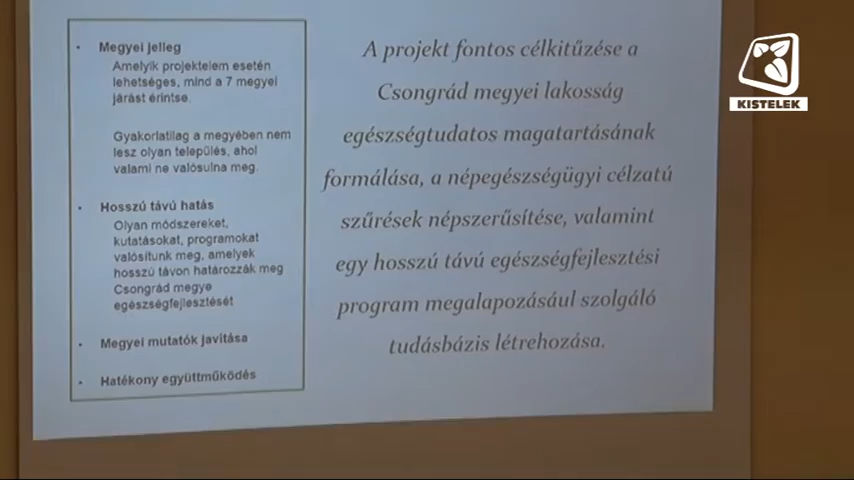 • Megyei jelleg
Amelyik projektelem esetén
lehetséges, mind a 7 megyei
járást érintse.
Gyakorlatilag a megyében nem
lesz olyan település, ahol
valami ne valósulna meg.
• Hosszú távú hatás
Olyan módszereket,
kutatásokat, programokat
valósítunk meg, amelyek
hosszú távon határozzák meg
Csongrád megye
egészségfejlesztését
• Megyei mutatók javítása
• Hatékony együttműködés
A projekt fontos célkitűzése a
Csongrád megyei lakosság
egészségtudatos magatartásának
formálása, a népegészségügyi célzatú
szűrések népszerűsítése, valamint
egy hosszú távú egészségfejlesztési
program megalapozásául szolgáló
tudásbázis létrehozása.
KISTELEK